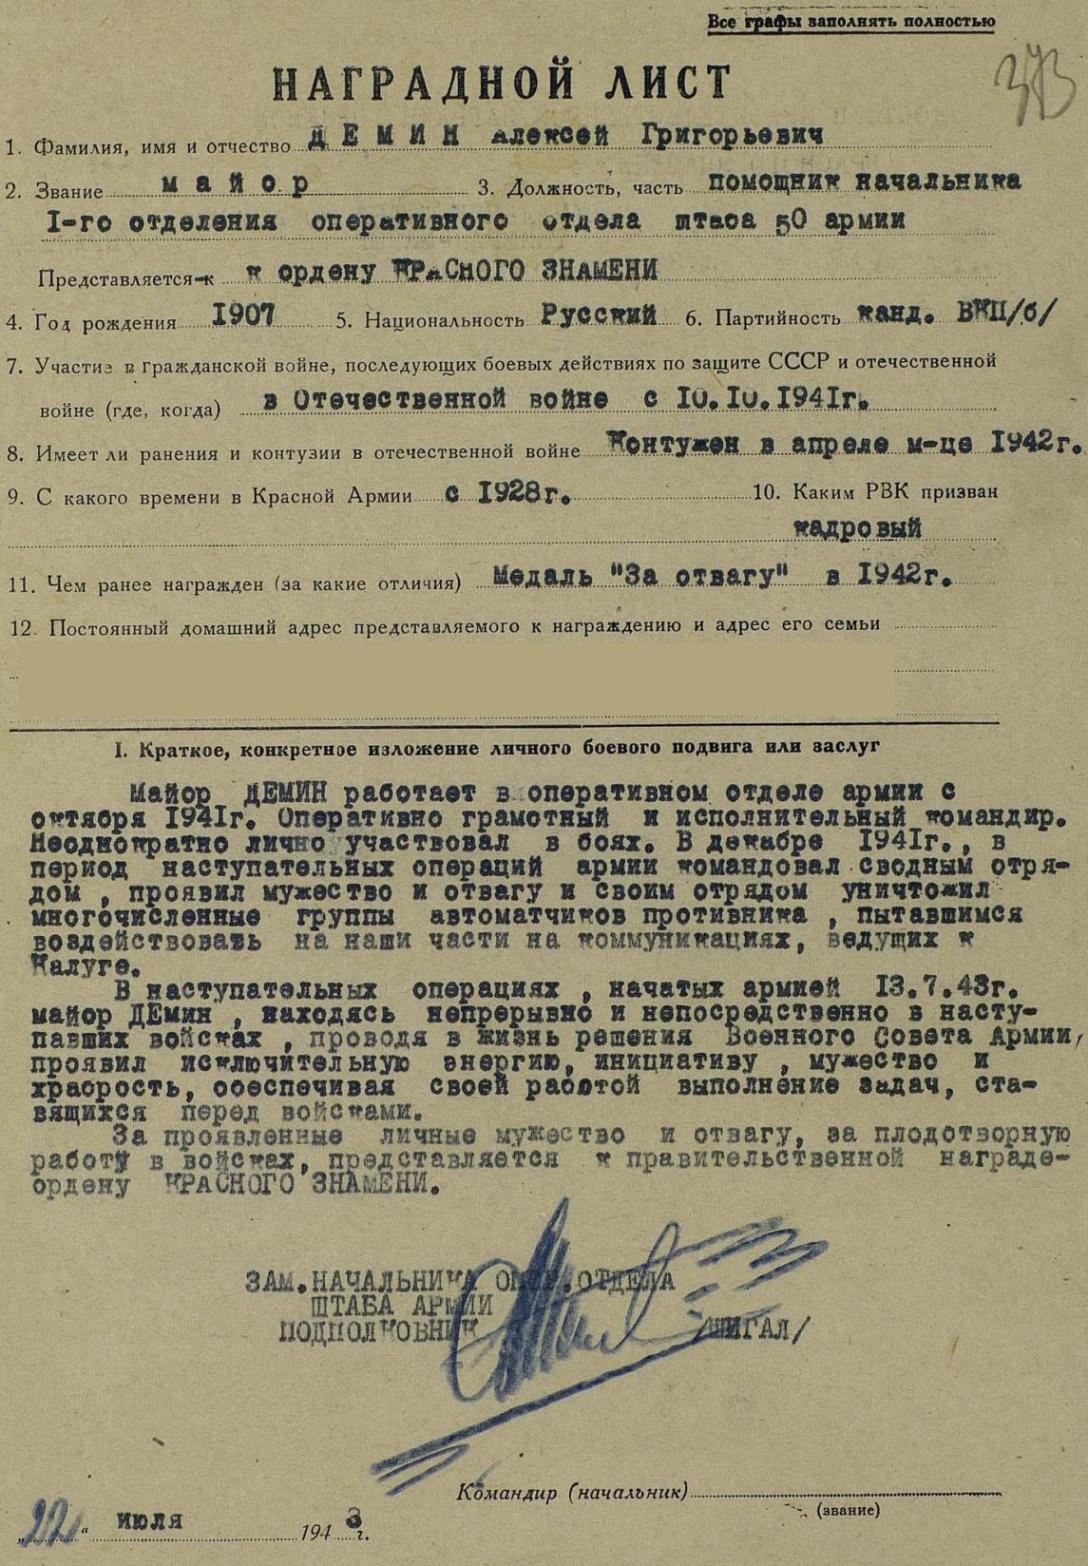 Все графы заполнять полностью
373
НАГРАДНОЙ ЛИСТ
1. Фамилия, имя и отчество ДЕМИН Алексей Григорьевич
2. Звание майор 3. Должность, часть помощник начальника
I-го отделения оперативного отдела штаба 50 армии
Представляется к к ордену КРАСНОГО ЗНАМЕНИ
4. Год рождения 1907 5. Национальность Русский 6. Партийность канд. ВКП/б/
7. Участие в гражданской войне, последующих боевых действиях по защите СССР и отечественной
войне (где, когда) в Отечественной войне с 10.10.1941г.
8. Имеет ли ранения и контузии в отечественной войне Контужен в апреле м-це 1942г.
9. С какого времени в Красной Армии с 1928г. 10. Каким РВК призван
кадровый
11. Чем ранее награжден (за какие отличия) Медаль "За отвагу" в 1942г.
12. Постоянный домашний адрес представляемого к награждению и адрес его семьи
I. Краткое, конкретное изложение личного боевого подвига или заслуг
Майор ДЕМИН работает в оперативном отделе армии с
октября 1941г. Оперативно грамотный и исполнительный командир.
Неоднократно лично участвовал в боях. В декабре 1941г., в
период наступательных операций армии командовал сводным отря-
дом , проявил мужество и отвагу и своим отрядом уничтожил
многочисленные группы автоматчиков противника , пытавшимся
воздействовать на наши части на коммуникациях, ведущих к
Калуге.
В наступательных операциях , начатых армией 13.7.43г.
майор ДЕмин , находясь непрерывно и непосредственно в насту-
павших войсках , проводя в жизнь решения Военного Совета Армии,
проявил исключительную энергию, инициативу , мужество и
храбрость, обеспечивая своей работой выполнение задач, ста-
вящихся перед войсками.
За проявленные личные мужество и отвагу, за плодотворную
работу в войсках, представляется к правительственной награде-
ордену КРАСНОГО ЗНАМЕНИ.
ЗАМ.НАЧАЛЬНИКА ОПЕР.ОТДЕЛА
ШТАБА АРМИИ
ПОДПОЛКОВНИК /ШИГАЛ/
Командир (начальник)
(звание)
„22" июля 1943 г.